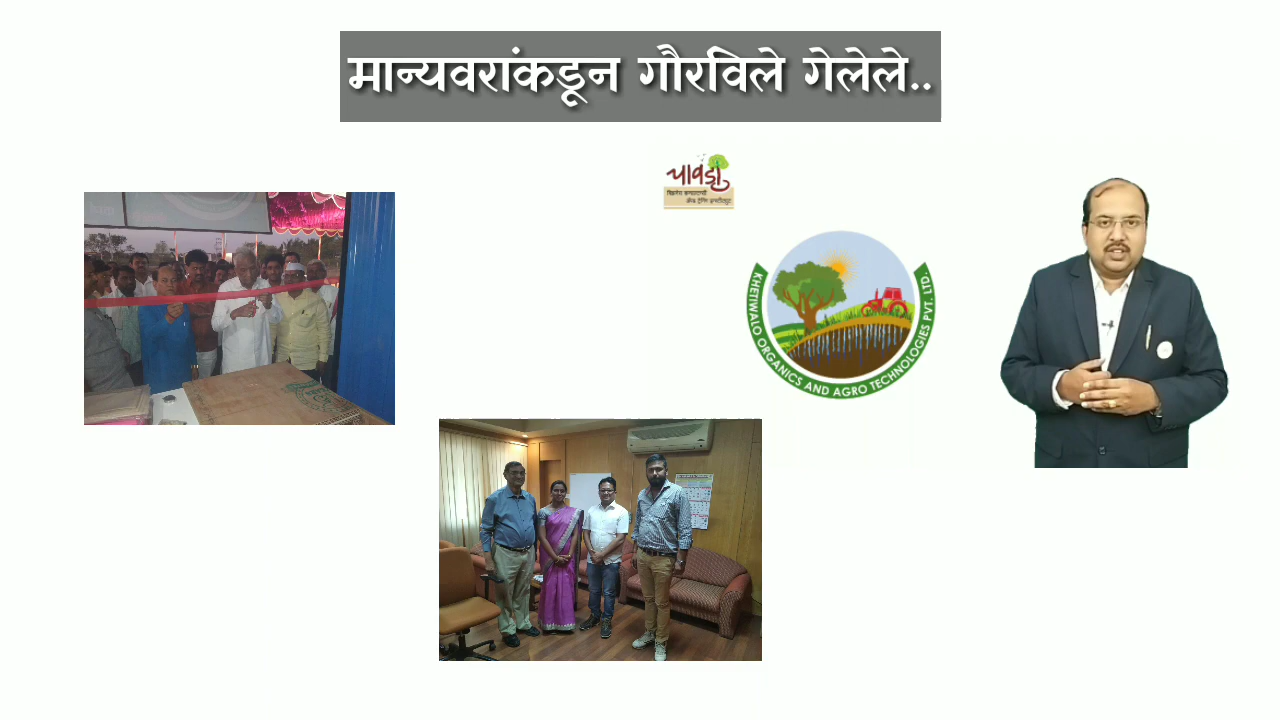 मान्यवरांकडून गौरविले गेलेले..
चावडी
KHETIWALO ORGANICS AND AGRO TECHNOLOGIES PVT. LTD.